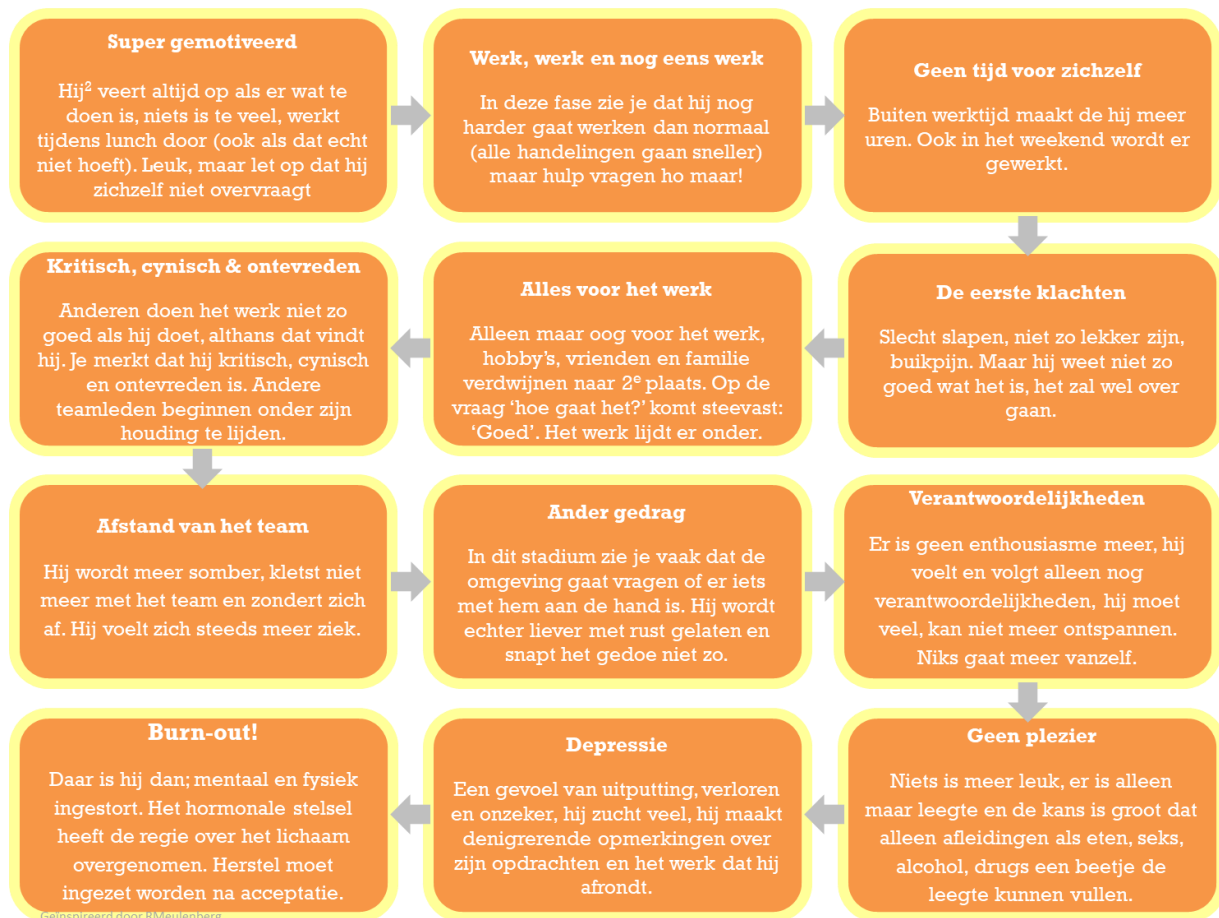 Super gemotiveerd
Hij² veert altijd op als er wat te
doen is, niets is te veel, werkt
tijdens lunch door (ook als dat echt
niet hoeft). Leuk, maar let op dat hij
zichzelf niet overvraagt
Werk, werk en nog eens werk
In deze fase zie je dat hij nog
harder gaat werken dan normaal
(alle handelingen gaan sneller)
maar hulp vragen ho maar!
Geen tijd voor zichzelf
Buiten werktijd maakt de hij meer
uren. Ook in het weekend wordt er
gewerkt.
De eerste klachten
Slecht slapen, niet zo lekker zijn,
buikpijn. Maar hij weet niet zo
goed wat het is, het zal wel over
gaan.
Alles voor het werk
Alleen maar oog voor het werk,
hobby's, vrienden en familie
verdwijnen naar 2e plaats. Op de
vraag ‘hoe gaat het?’ komt steevast:
‘Goed’. Het werk lijdt er onder.
Kritisch, cynisch & ontevreden
Anderen doen het werk niet zo
goed als hij doet, althans dat vindt
hij. Je merkt dat hij kritisch, cynisch
en ontevreden is. Andere
teamleden beginnen onder zijn
houding te lijden.
Afstand van het team
Hij wordt meer somber, kletst niet
meer met het team en zondert zich
af. Hij voelt zich steeds meer ziek.
Ander gedrag
In dit stadium zie je vaak dat de
omgeving gaat vragen of er iets
met hem aan de hand is. Hij wordt
echter liever met rust gelaten en
snapt het gedoe niet zo.
Verantwoordelijkheden
Er is geen enthousiasme meer, hij
voelt en volgt alleen nog
verantwoordelijkheden, hij moet
veel, kan niet meer ontspannen.
Niks gaat meer vanzelf.
Geen plezier
Niets is meer leuk, er is alleen
maar leegte en de kans is groot dat
alleen afleidingen als eten, seks,
alcohol, drugs een beetje de
leegte kunnen vullen.
Depressie
Een gevoel van uitputting, verloren
en onzeker, hij zucht veel, hij maakt
denigrerende opmerkingen over
zijn opdrachten en het werk dat hij
afrondt.
Burn-out!
Daar is hij dan; mentaal en fysiek
ingestort. Het hormonale stelsel
heeft de regie over het lichaam
overgenomen. Herstel moet
ingezet worden na acceptatie.
Geïnspireerd door RMeulenberg